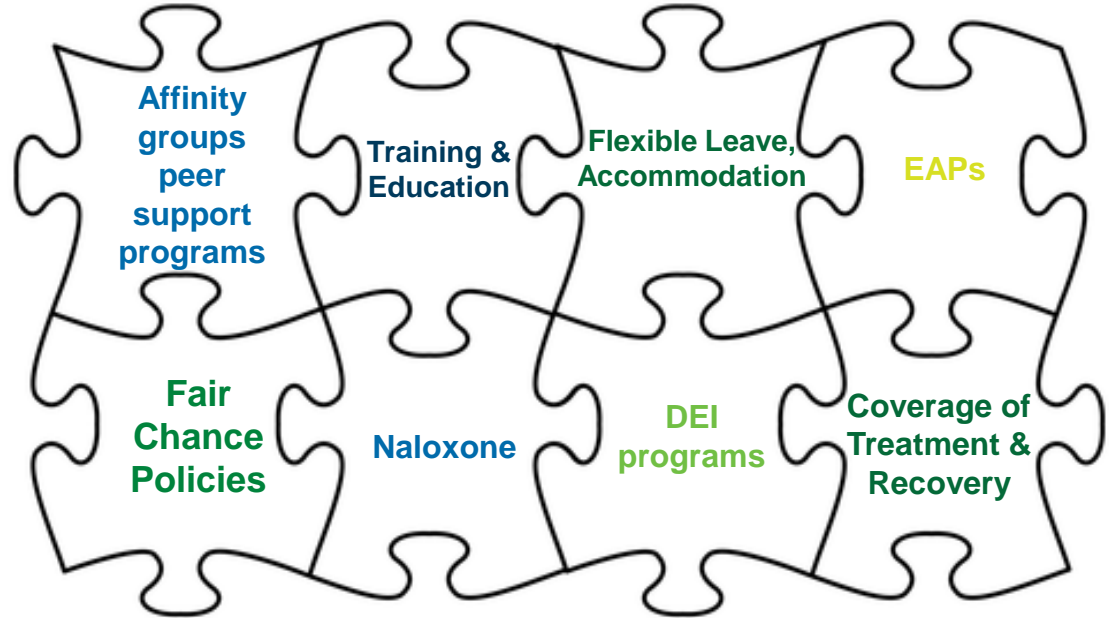 Affinity
groups
peer
support
programs
Training &
Education
Flexible Leave,
Accommodation
EAPs
Fair
Chance
Policies
Naloxone
DEI
programs
Coverage of
Treatment &
Recovery